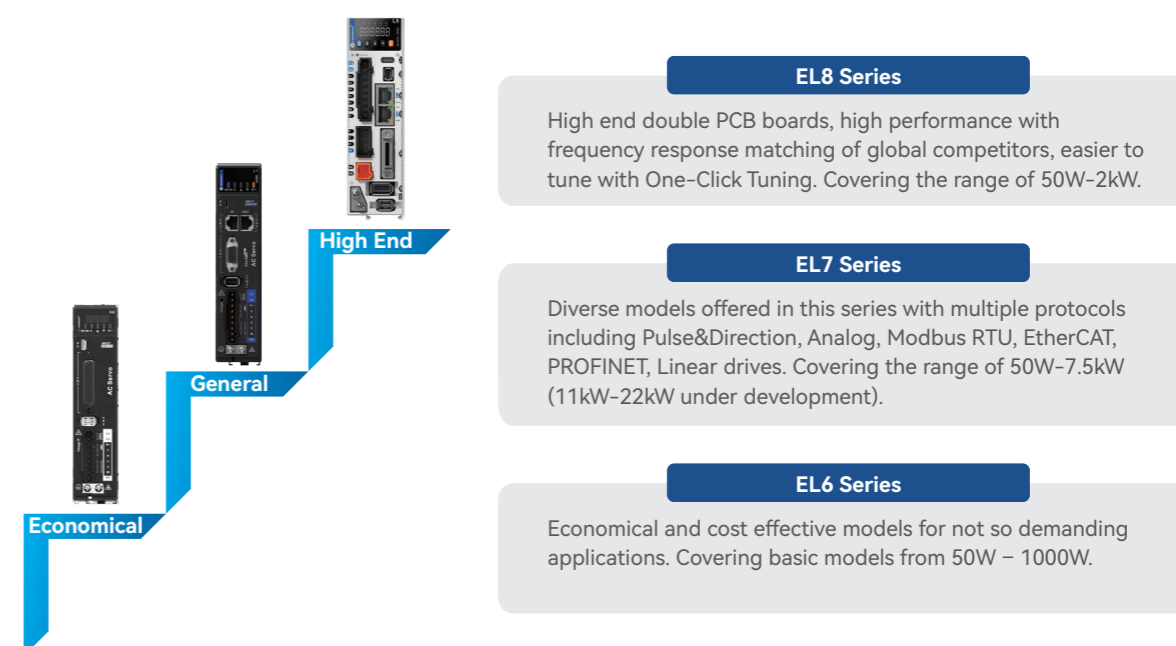 High End
General
Economical
AC Servo
AC Servo
EL8 Series
High end double PCB boards, high performance with
frequency response matching of global competitors, easier to
tune with One-Click Tuning. Covering the range of 50W-2kW.
EL7 Series
Diverse models offered in this series with multiple protocols
including Pulse&Direction, Analog, Modbus RTU, EtherCAT,
PROFINET, Linear drives. Covering the range of 50W-7.5kW
(11kW-22kW under development).
EL6 Series
Economical and cost effective models for not so demanding
applications. Covering basic models from 50W – 1000W.